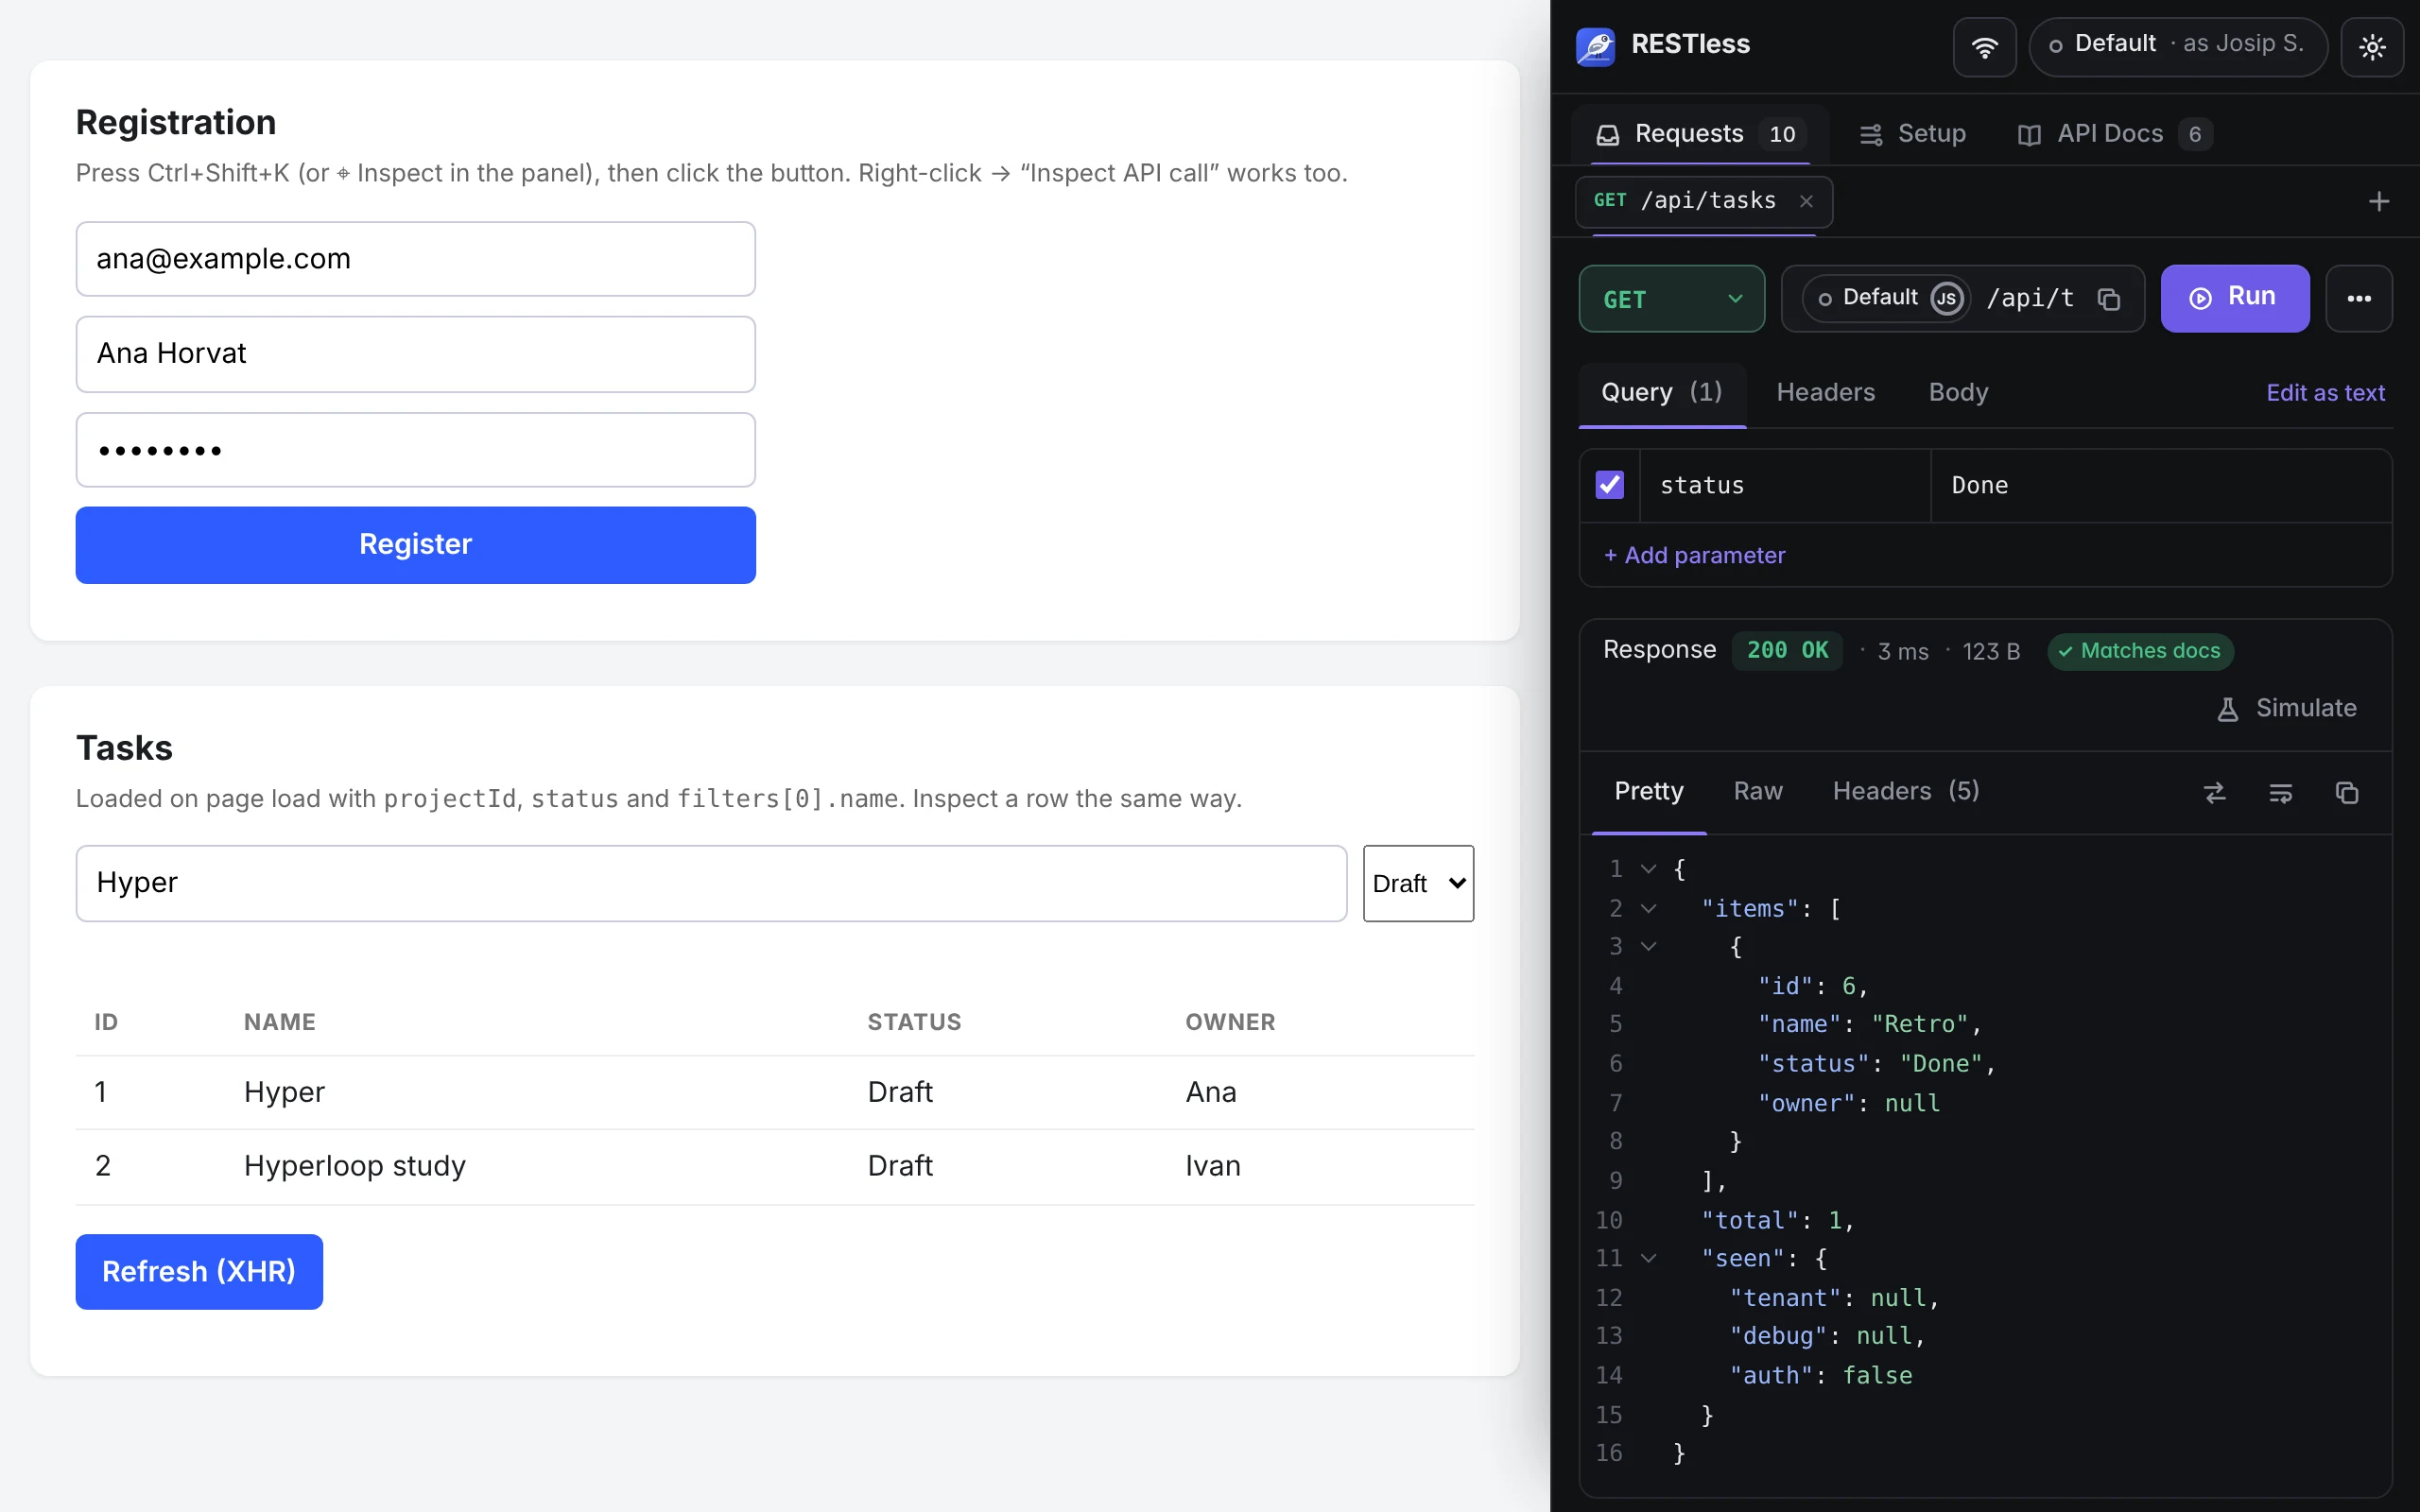 Registration
Press Ctrl+Shift+K (or ⌖ Inspect in the panel), then click the button. Right-click → “Inspect API call” works too.
ana@example.com
Ana Horvat
••••••••
Register
Tasks
Loaded on page load with projectId, status and filters[0].name. Inspect a row the same way.
Hyper
Draft
ID NAME STATUS OWNER
1 Hyper Draft Ana
2 Hyperloop study Draft Ivan
Refresh (XHR)
RESTless
Default · as Josip S.
Requests 10 Setup API Docs 6
GET /api/tasks × +
GET Default JS /api/t Run •••
Query (1) Headers Body Edit as text
status Done
+ Add parameter
Response 200 OK · 3 ms · 123 B ✓ Matches docs
Simulate
Pretty Raw Headers (5)
1 {
2 "items": [
3 {
4 "id": 6,
5 "name": "Retro",
6 "status": "Done",
7 "owner": null
8 }
9 ],
10 "total": 1,
11 "seen": {
12 "tenant": null,
13 "debug": null,
14 "auth": false
15 }
16 }